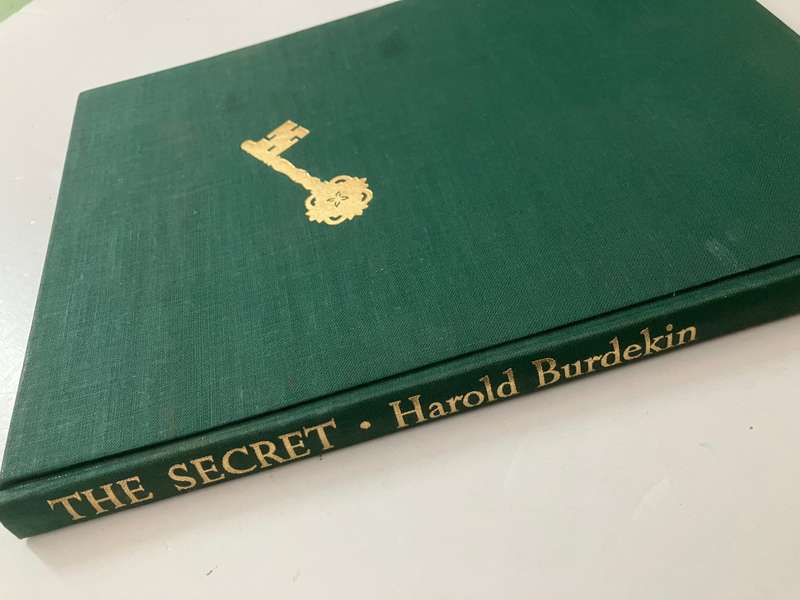 THE SECRET · Harold Burdekin